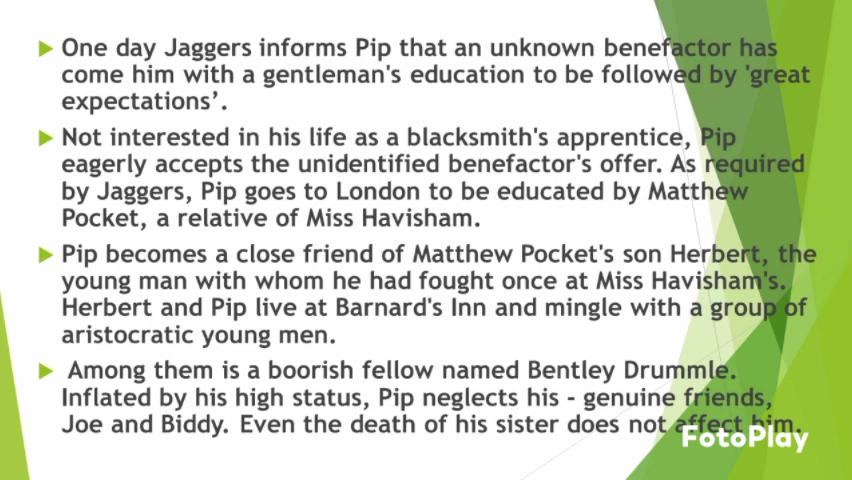 One day Jaggers informs Pip that an unknown benefactor has
come him with a gentleman's education to be followed by 'great
expectations’.
Not interested in his life as a blacksmith's apprentice, Pip
eagerly accepts the unidentified benefactor's offer. As required
by Jaggers, Pip goes to London to be educated by Matthew
Pocket, a relative of Miss Havisham.
Pip becomes a close friend of Matthew Pocket's son Herbert, the
young man with whom he had fought once at Miss Havisham's.
Herbert and Pip live at Barnard's Inn and mingle with a group of
aristocratic young men.
Among them is a boorish fellow named Bentley Drummle.
Inflated by his high status, Pip neglects his - genuine friends,
Joe and Biddy. Even the death of his sister does not affect him.
FotoPlay